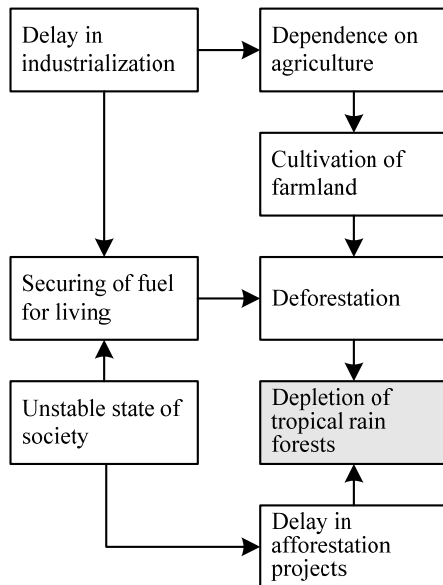 Delay in
industrialization
Dependence on
agriculture
Cultivation of
farmland
Securing of fuel
for living
Deforestation
Unstable state of
society
Depletion of
tropical rain
forests
Delay in
afforestation
projects